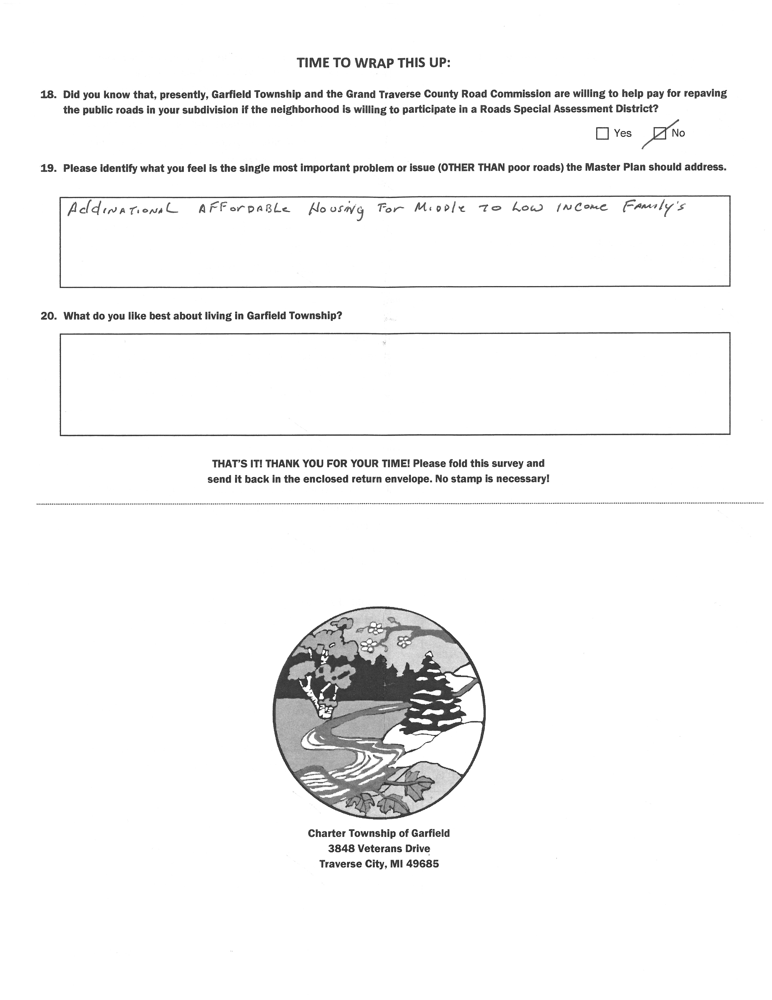 TIME TO WRAP THIS UP:
18. Did you know that, presently, Garfield Township and the Grand Traverse County Road Commission are willing to help pay for repaving
the public roads in your subdivision if the neighborhood is willing to participate in a Roads Special Assessment District?
Yes No
19. Please identify what you feel is the single most important problem or issue (OTHER THAN poor roads) the Master Plan should address.
AddINATIONAL AFFordABLe Housing For MiDDle To Low INCome FAMily's
20. What do you like best about living in Garfield Township?
THAT'S IT! THANK YOU FOR YOUR TIME! Please fold this survey and
send it back in the enclosed return envelope. No stamp is necessary!
Charter Township of Garfield
3848 Veterans Drive
Traverse City, MI 49685